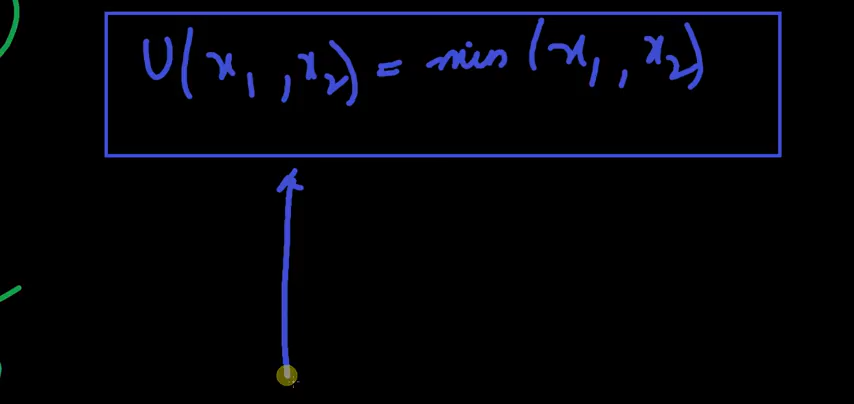 U(x₁, x₂) = min(x₁, x₂)